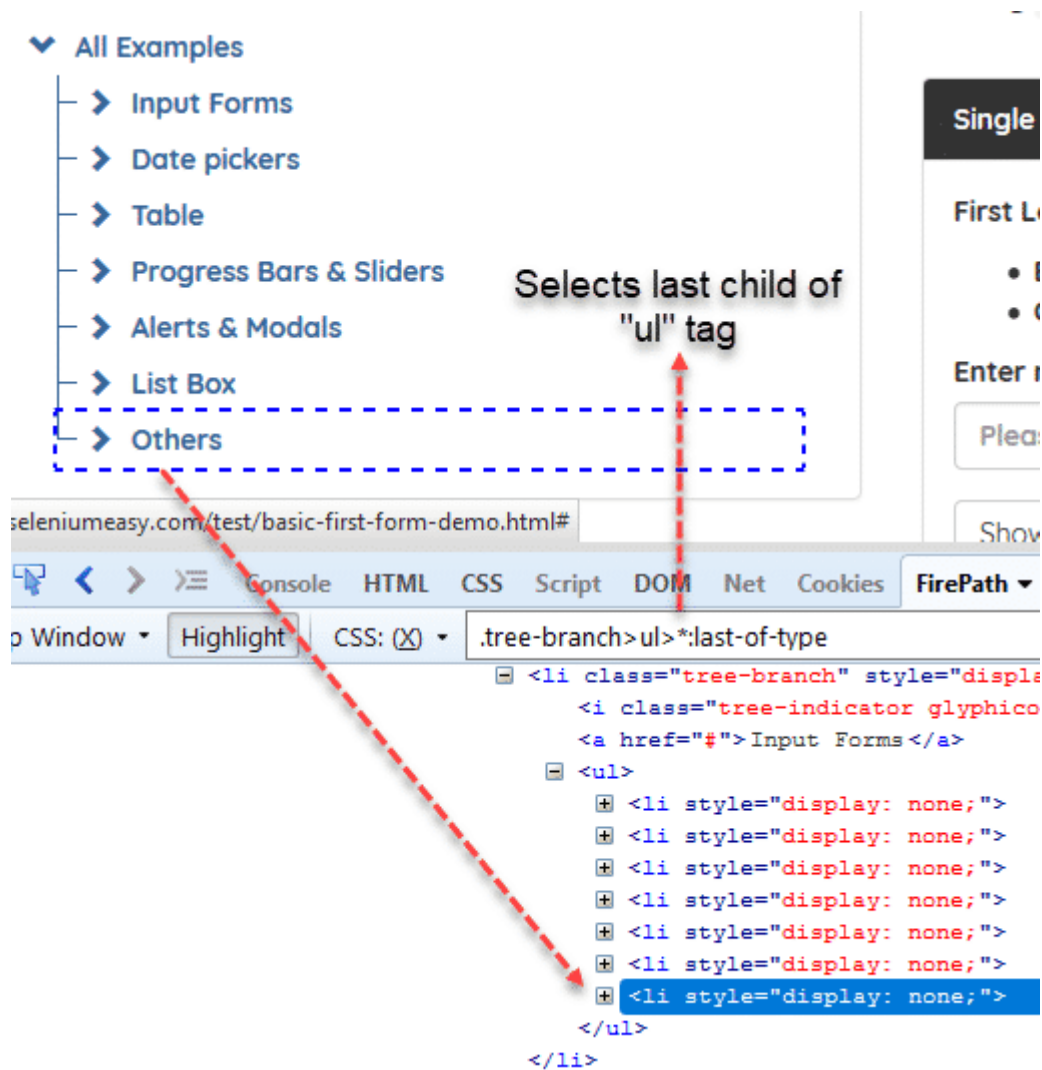 All Examples
Input Forms
Date pickers
Table
Progress Bars & Sliders
Alerts & Modals
List Box
Others
Single
First
Enter
Selects last child of
"ul" tag
seleniumeasy.com/test/basic-first-form-demo.html#
Show
Console HTML CSS Script DOM Net Cookies FirePath
Window Highlight CSS: (X) .tree-branch>ul>*:last-of-type
<li class="tree-branch" style="displa
<i class="tree-indicator glyphico
<a href="#">Input Forms</a>
<ul>
<li style="display: none;">
<li style="display: none;">
<li style="display: none;">
<li style="display: none;">
<li style="display: none;">
<li style="display: none;">
<li style="display: none;">
</ul>
</li>